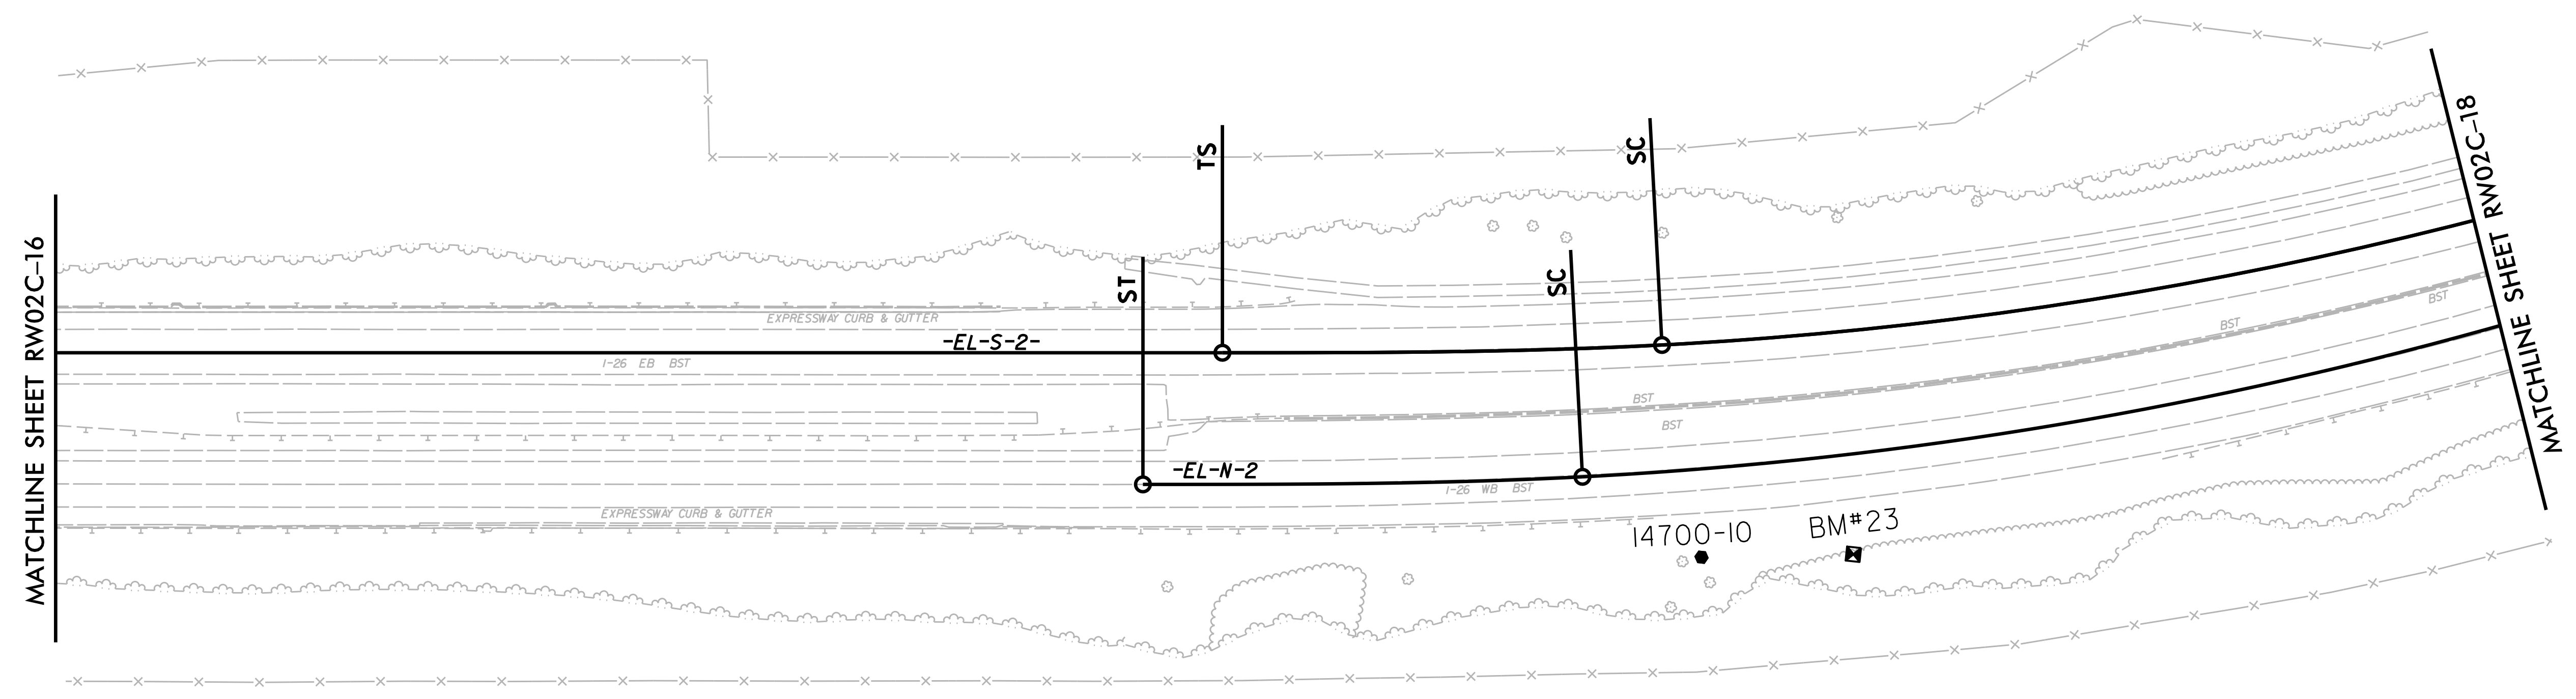 MATCHLINE SHEET RW02C-16
TS
SC
ST
SC
EXPRESSWAY CURB & GUTTER
-EL-S-2-
I-26 EB BST
BST
BST
BST
BST
-EL-N-2
I-26 WB BST
EXPRESSWAY CURB & GUTTER
14700-10
BM#23
MATCHLINE SHEET RW02C-18